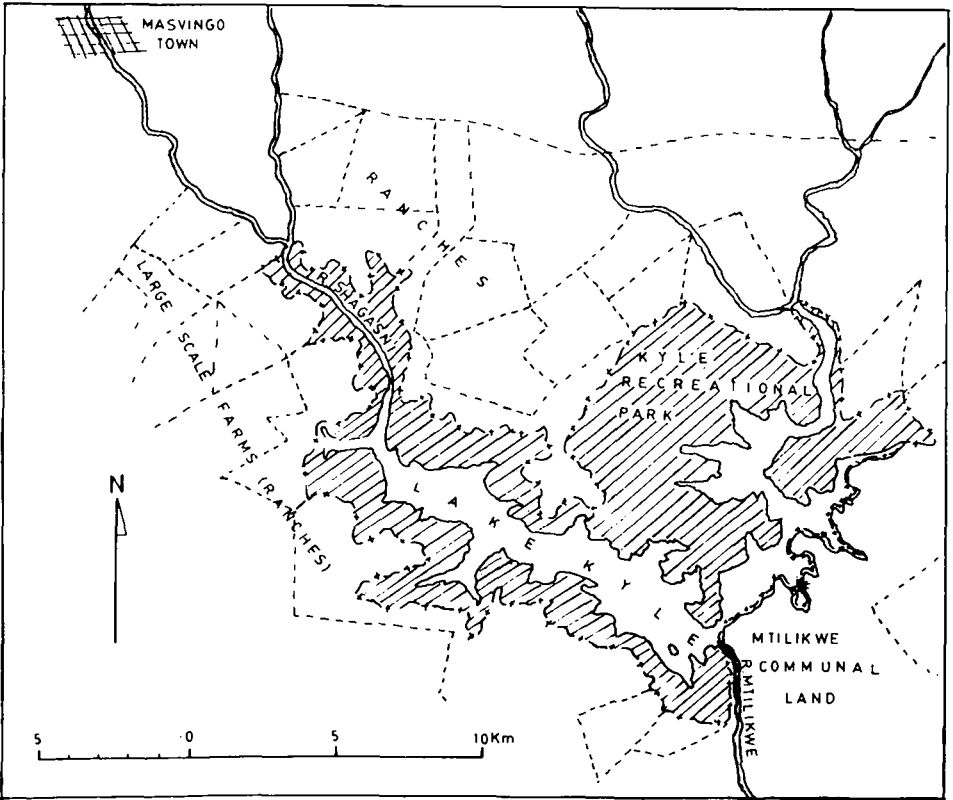 MASVINGO
TOWN
RANCHES
LARGE SCALE FARMS (RANCHES)
R.SHAGASHI
KYLE
RECREATIONAL
PARK
N
LAKE KYLE
MTILIKWE
COMMUNAL
LAND
R.MTILIKWE
5 0 5 10Km